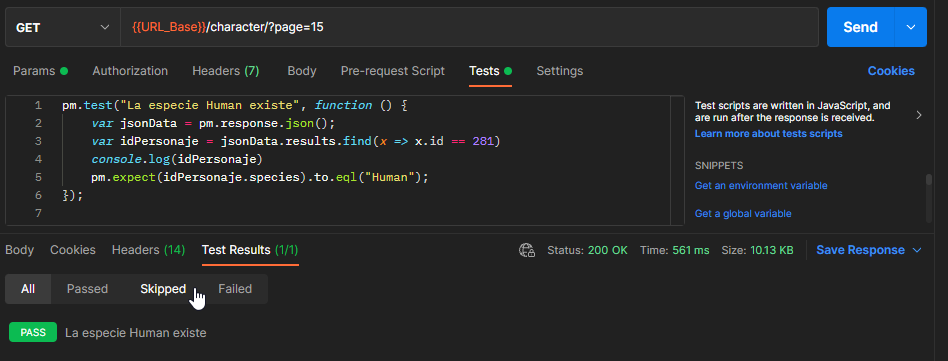 GET {{URL_Base}}/character/?page=15 Send
Params Authorization Headers (7) Body Pre-request Script Tests Settings Cookies
1 pm.test("La especie Human existe", function () {
2 var jsonData = pm.response.json();
3 var idPersonaje = jsonData.results.find(x => x.id == 281)
4 console.log(idPersonaje)
5 pm.expect(idPersonaje.species).to.eql("Human");
6 });
7
Test scripts are written in JavaScript, and
are run after the response is received.
Learn more about tests scripts
SNIPPETS
Get an environment variable
Get a global variable
Body Cookies Headers (14) Test Results (1/1) Status: 200 OK Time: 561 ms Size: 10.13 KB Save Response
All Passed Skipped Failed
PASS La especie Human existe